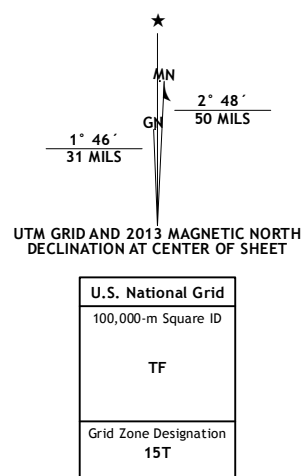 MN
2° 48´
50 MILS
GN
1° 46´
31 MILS
UTM GRID AND 2013 MAGNETIC NORTH
DECLINATION AT CENTER OF SHEET
U.S. National Grid
100,000-m Square ID
TF
Grid Zone Designation
15T